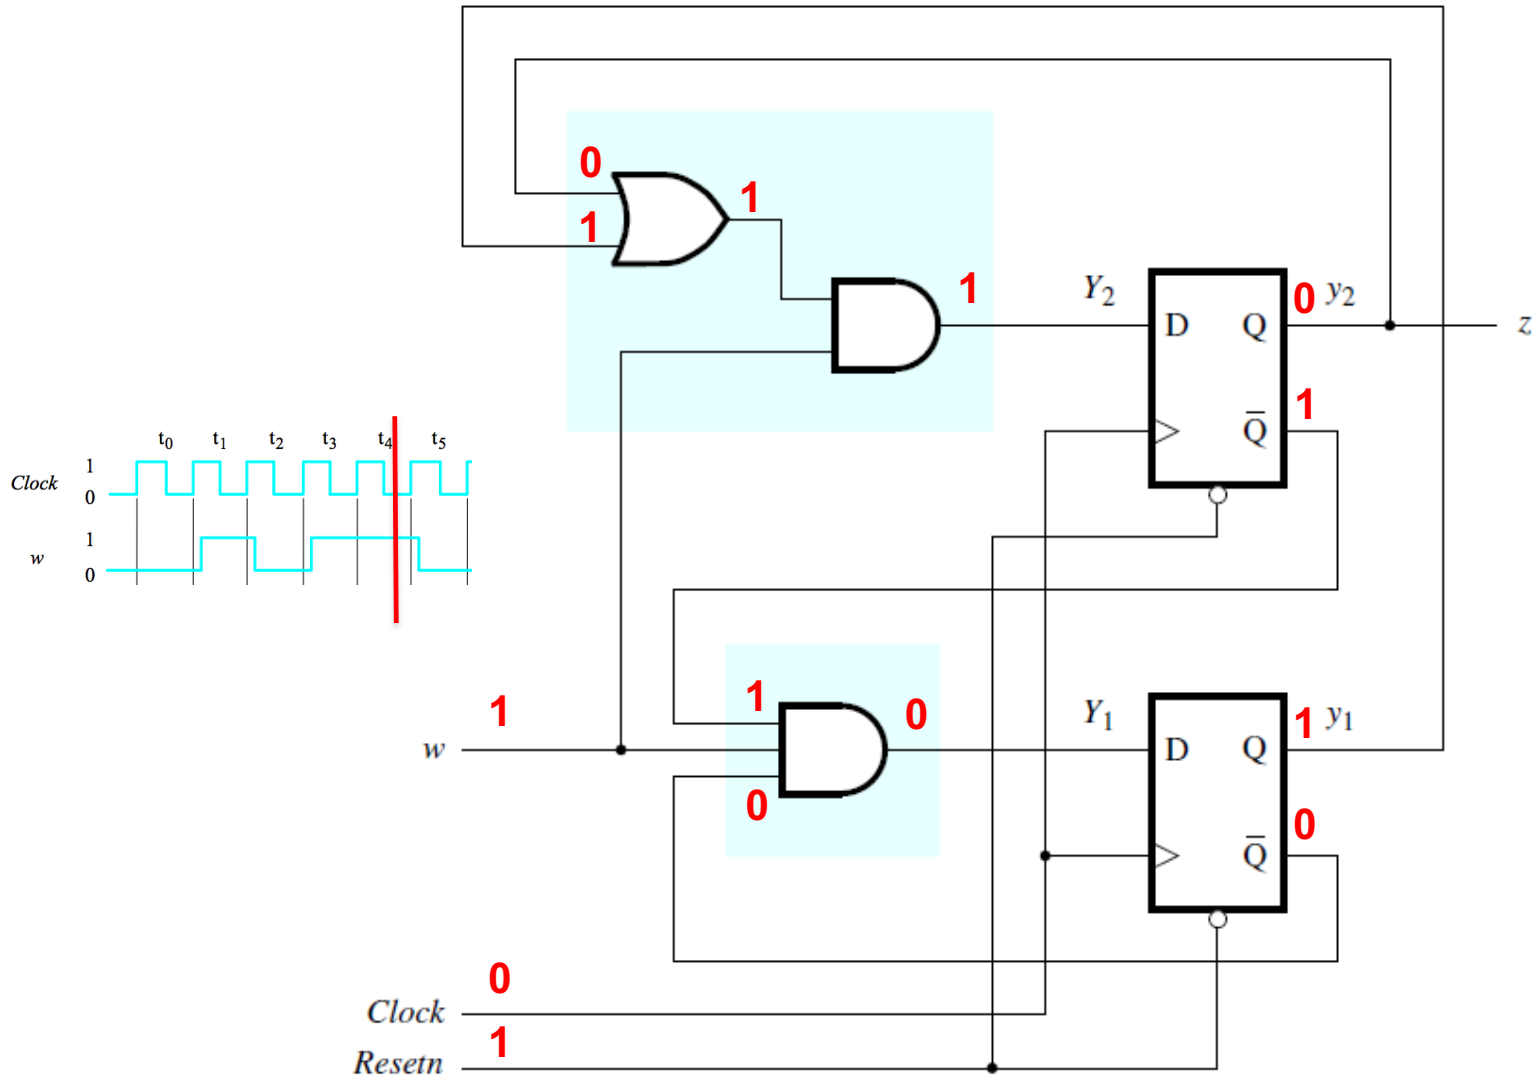 0
1
1
1
Y₂
0
y₂
D
Q
z
1
Q̅
t₀ t₁ t₂ t₃ t₄ t₅
Clock
1
0
w
1
0
1
w
1
0
0
Y₁
1
y₁
D
Q
0
Q̅
0
Clock
1
Resetn